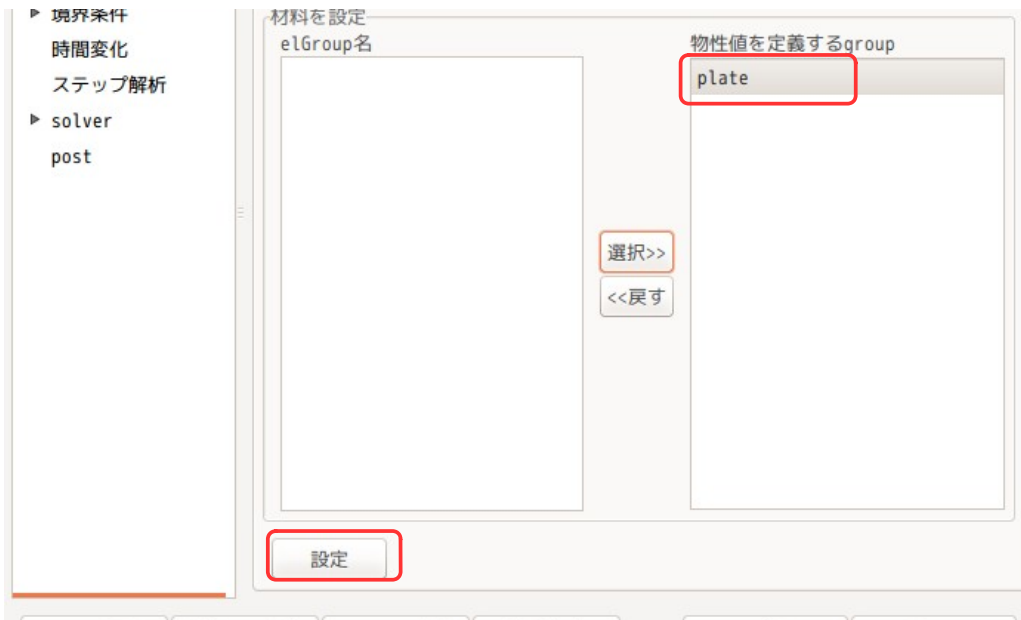 境界条件
時間変化
ステップ解析
solver
post
材料を設定
elGroup名
物性値を定義するgroup
plate
選択>>
<<戻す
設定